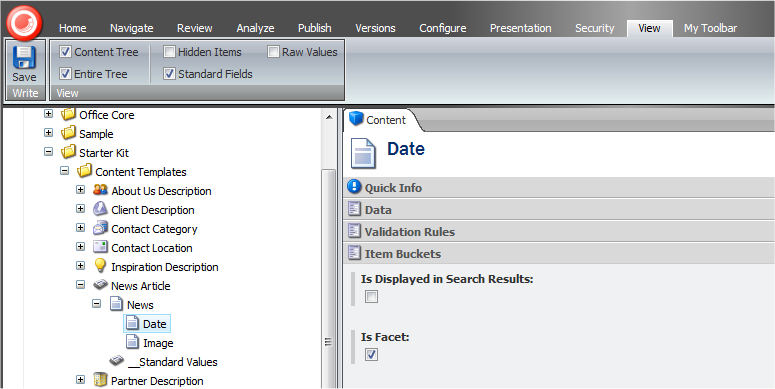 Home Navigate Review Analyze Publish Versions Configure Presentation Security View My Toolbar
Content Tree Hidden Items Raw Values
Entire Tree Standard Fields
Save
Write View
Office Core
Sample
Starter Kit
Content Templates
About Us Description
Client Description
Contact Category
Contact Location
Inspiration Description
News Article
News
Date
Image
__Standard Values
Partner Description
Content
Date
Quick Info
Data
Validation Rules
Item Buckets
Is Displayed in Search Results:
Is Facet: